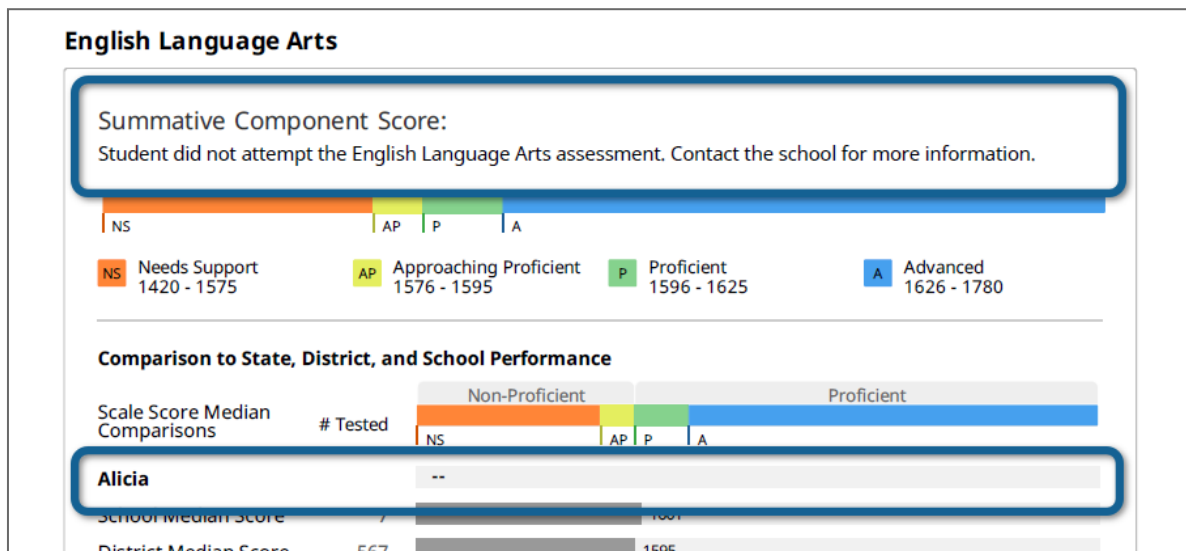 English Language Arts
Summative Component Score:
Student did not attempt the English Language Arts assessment. Contact the school for more information.
NS AP P A
NS Needs Support AP Approaching Proficient P Proficient A Advanced
1420 - 1575 1576 - 1595 1596 - 1625 1626 - 1780
Comparison to State, District, and School Performance
Non-Proficient Proficient
Scale Score Median
Comparisons # Tested
NS AP P A
Alicia --
School Median Score 7
District Median Score 567 1595